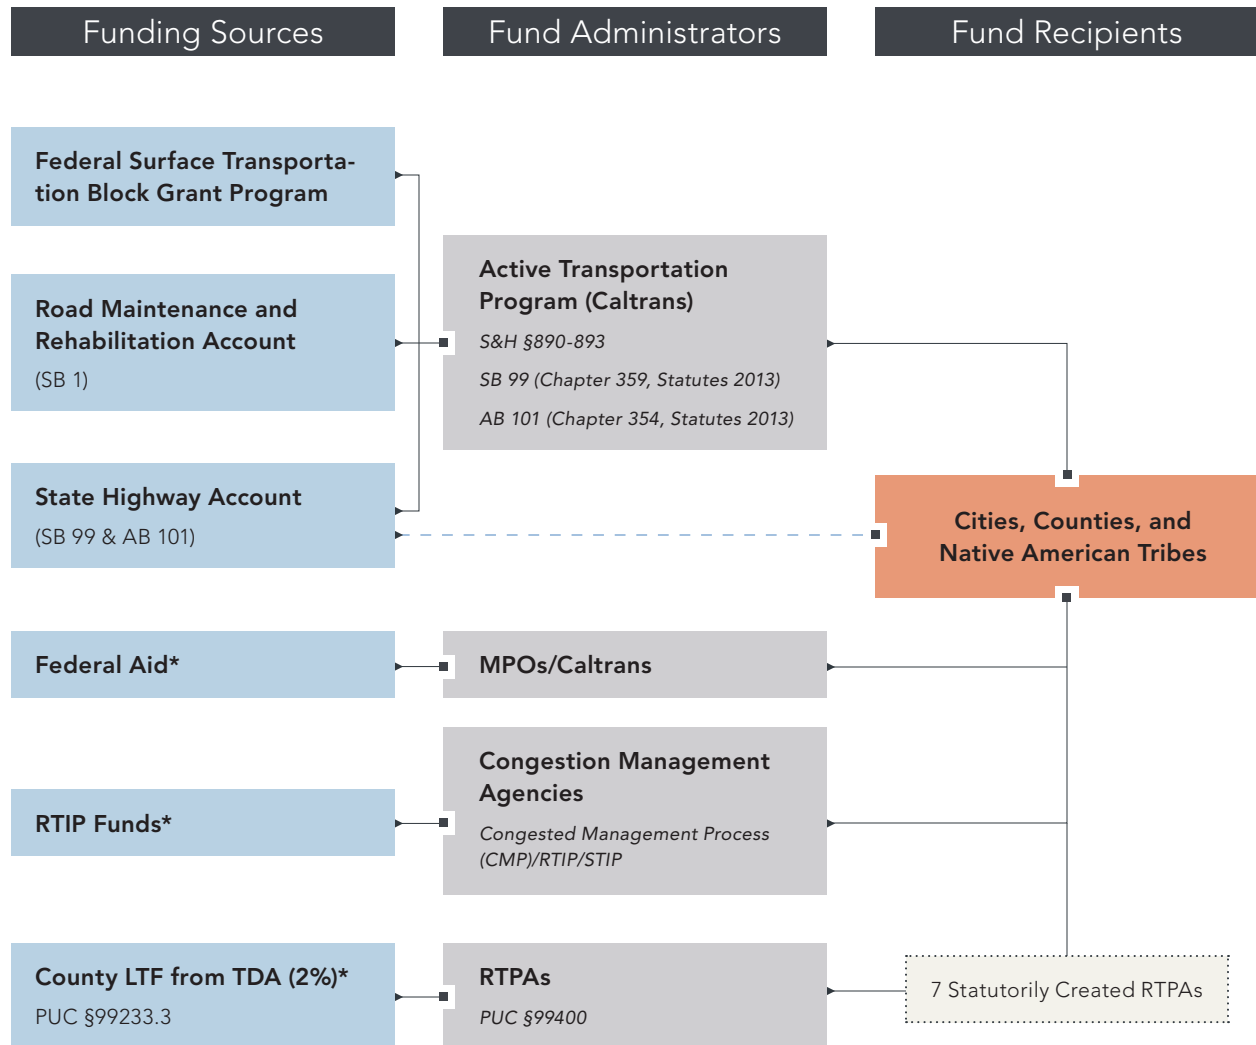 Funding Sources
Fund Administrators
Fund Recipients
Federal Surface Transporta-
tion Block Grant Program
Road Maintenance and
Rehabilitation Account
(SB 1)
State Highway Account
(SB 99 & AB 101)
Active Transportation
Program (Caltrans)
S&H §890-893
SB 99 (Chapter 359, Statutes 2013)
AB 101 (Chapter 354, Statutes 2013)
Cities, Counties, and
Native American Tribes
Federal Aid*
MPOs/Caltrans
RTIP Funds*
Congestion Management
Agencies
Congested Management Process
(CMP)/RTIP/STIP
County LTF from TDA (2%)*
PUC §99233.3
RTPAs
PUC §99400
7 Statutorily Created RTPAs